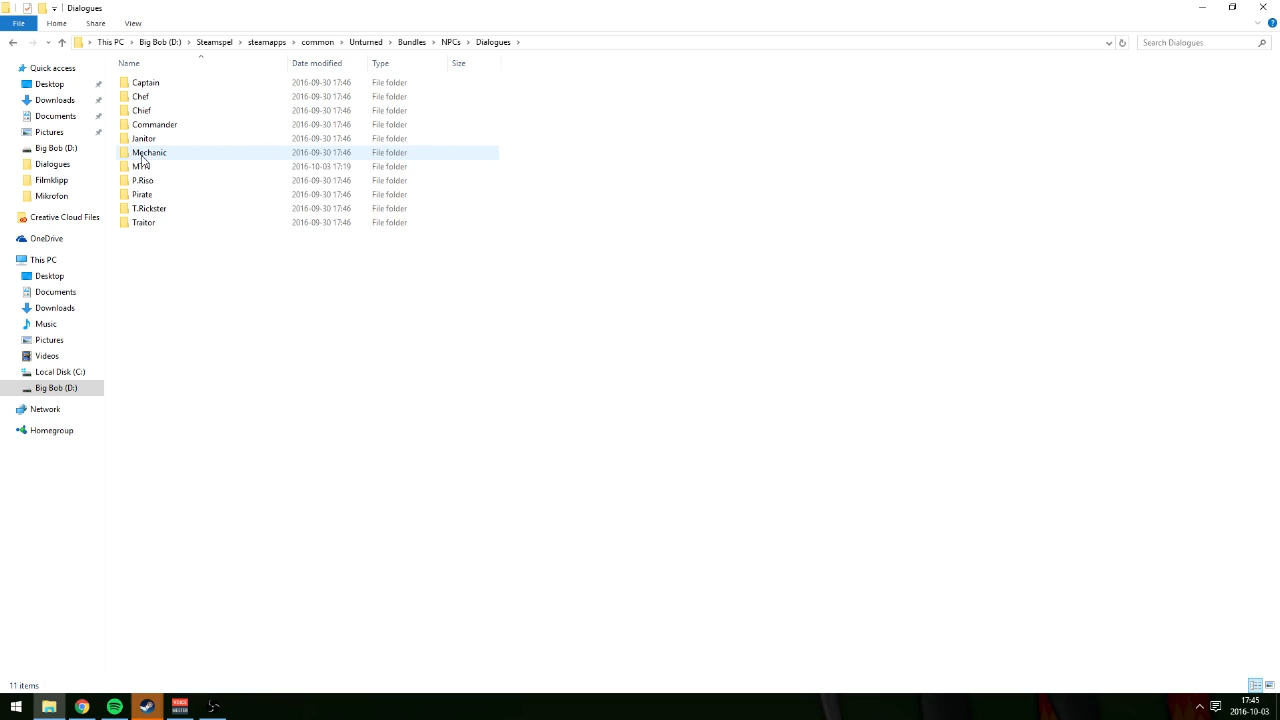 Dialogues
File Home Share View
This PC Big Bob (D:) Steamspel steamapps common Unturned Bundles NPCs Dialogues
Search Dialogues
Name Date modified Type Size
Quick access
Desktop
Downloads
Documents
Pictures
Big Bob (D:)
Dialogues
Filmklipp
Mikrofon
Creative Cloud Files
OneDrive
This PC
Desktop
Documents
Downloads
Music
Pictures
Videos
Local Disk (C:)
Big Bob (D:)
Network
Homegroup
Captain 2016-09-30 17:46 File folder
Chef 2016-09-30 17:46 File folder
Chief 2016-09-30 17:46 File folder
Commander 2016-09-30 17:46 File folder
Janitor 2016-09-30 17:46 File folder
Mechanic 2016-09-30 17:46 File folder
2016-10-03 17:19 File folder
P.Riso 2016-09-30 17:46 File folder
Pirate 2016-09-30 17:46 File folder
T.Rickster 2016-09-30 17:46 File folder
Traitor 2016-09-30 17:46 File folder
11 items
VOICE
17:45
2016-10-03